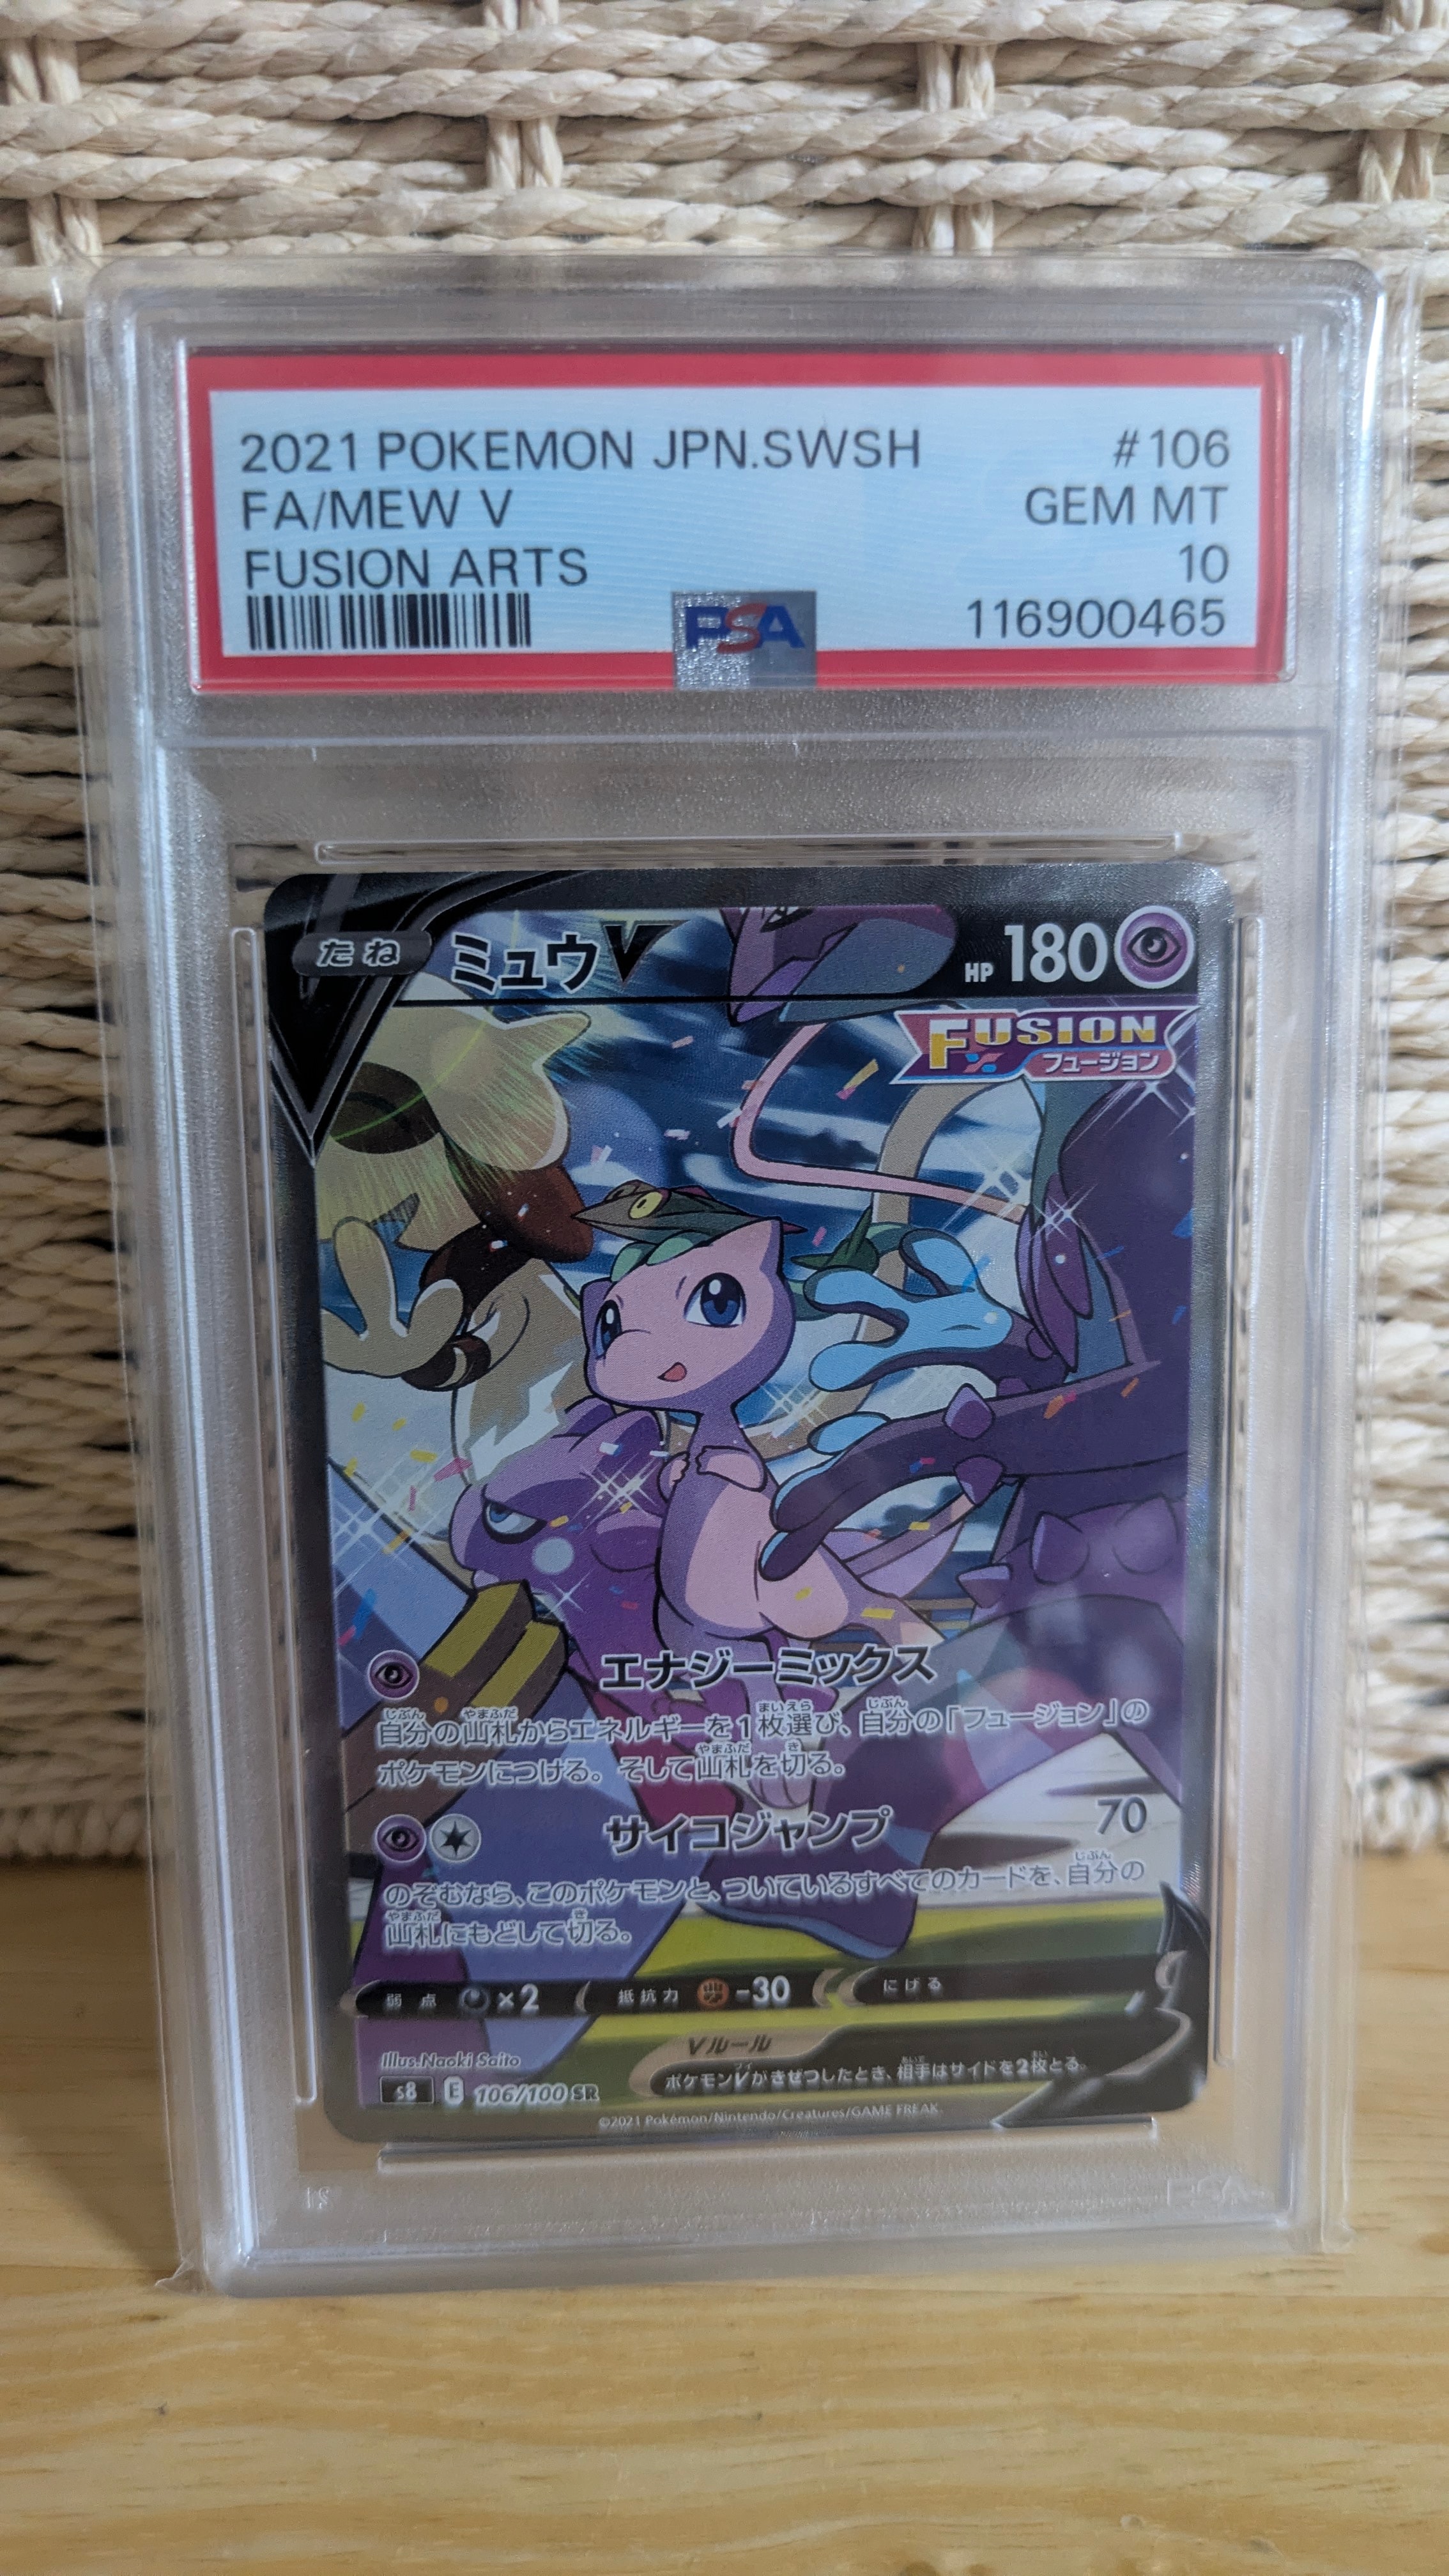 2021 POKEMON JPN.SWSH #106
FA/MEW V GEM MT
FUSION ARTS 10
PSA 116900465
たね ミュウV HP 180
FUSION
フュージョン
エナジーミックス
自分の山札からエネルギーを1枚選び、自分の「フュージョン」の
ポケモンにつける。そして山札を切る。
サイコジャンプ 70
のぞむなら、このポケモンと、ついているすべてのカードを、自分の
山札にもどして切る。
弱点 ×2 抵抗力 -30 にげる
Vルール
ポケモンVがきぜつしたとき、相手はサイドを2枚とる。
Illus.Naoki Saito
s8 E 106/100 SR
©2021 Pokémon/Nintendo/Creatures/GAME FREAK